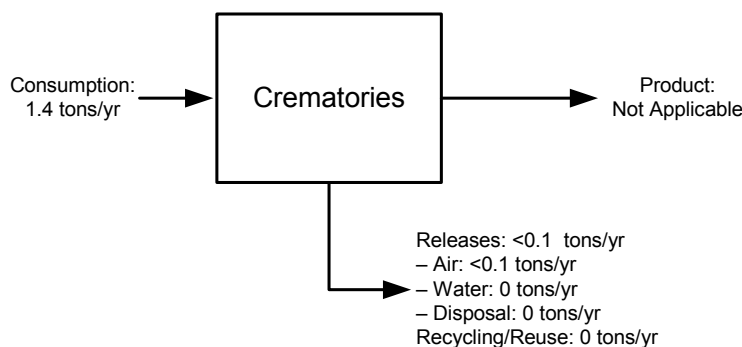 Consumption:
1.4 tons/yr
Crematories
Product:
Not Applicable
Releases: <0.1 tons/yr
– Air: <0.1 tons/yr
– Water: 0 tons/yr
– Disposal: 0 tons/yr
Recycling/Reuse: 0 tons/yr